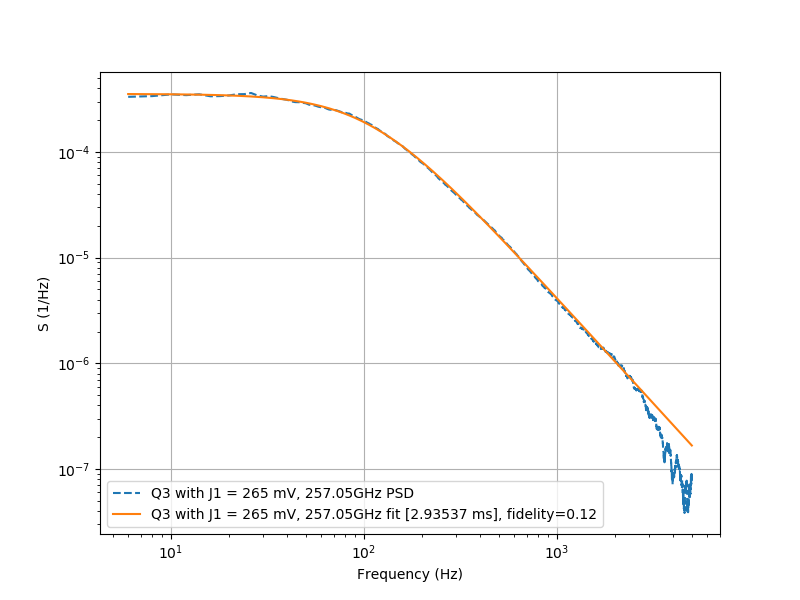 10⁻⁴
10⁻⁵
10⁻⁶
10⁻⁷
S (1/Hz)
Q3 with J1 = 265 mV, 257.05GHz PSD
Q3 with J1 = 265 mV, 257.05GHz fit [2.93537 ms], fidelity=0.12
10¹ 10² 10³
Frequency (Hz)